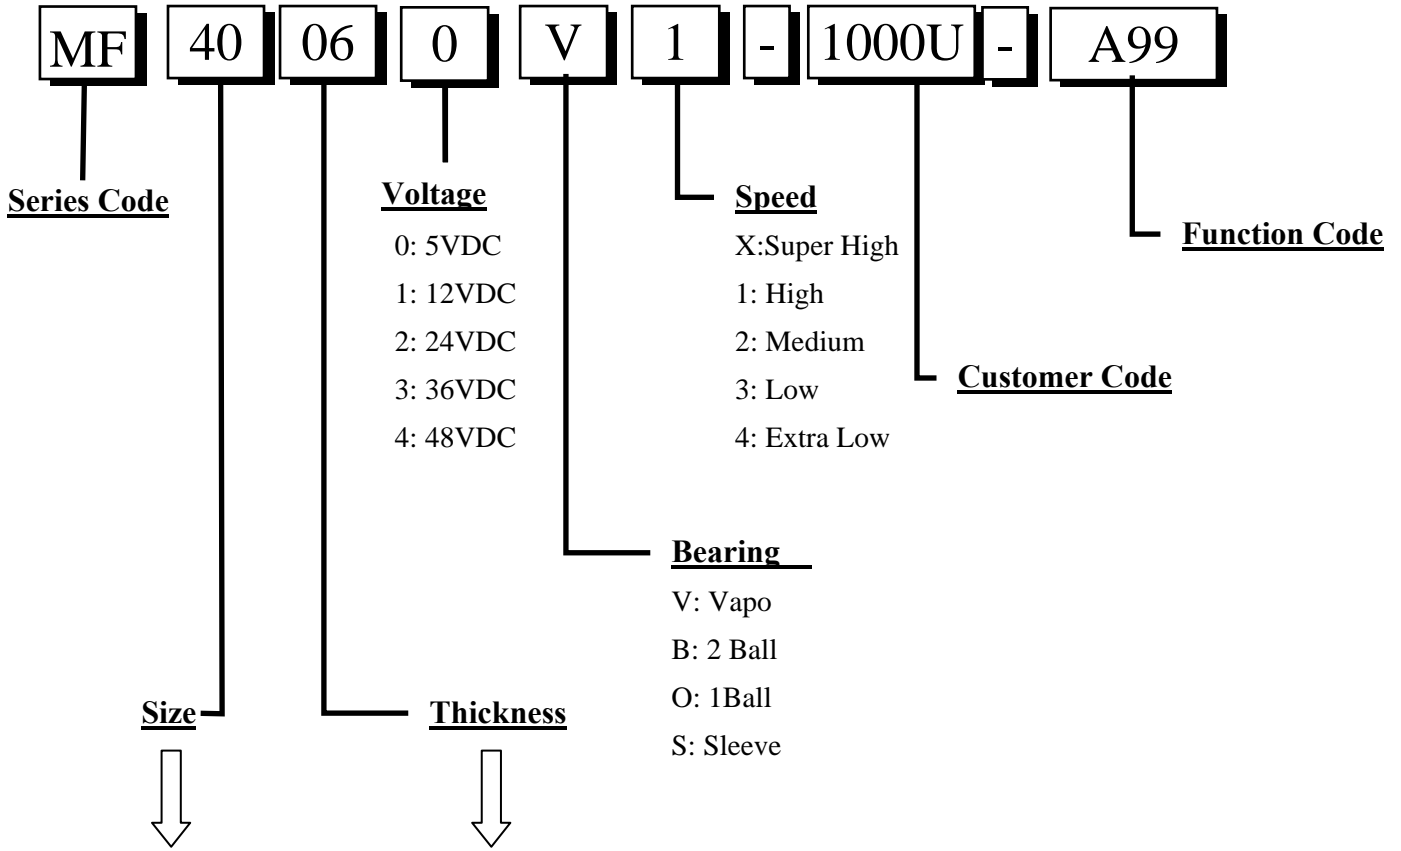 MF 40 06 0 V 1 - 1000U - A99
Series Code
Voltage
0: 5VDC
1: 12VDC
2: 24VDC
3: 36VDC
4: 48VDC
Speed
X:Super High
1: High
2: Medium
3: Low
4: Extra Low
Function Code
Customer Code
Bearing
V: Vapo
B: 2 Ball
O: 1Ball
S: Sleeve
Size
Thickness